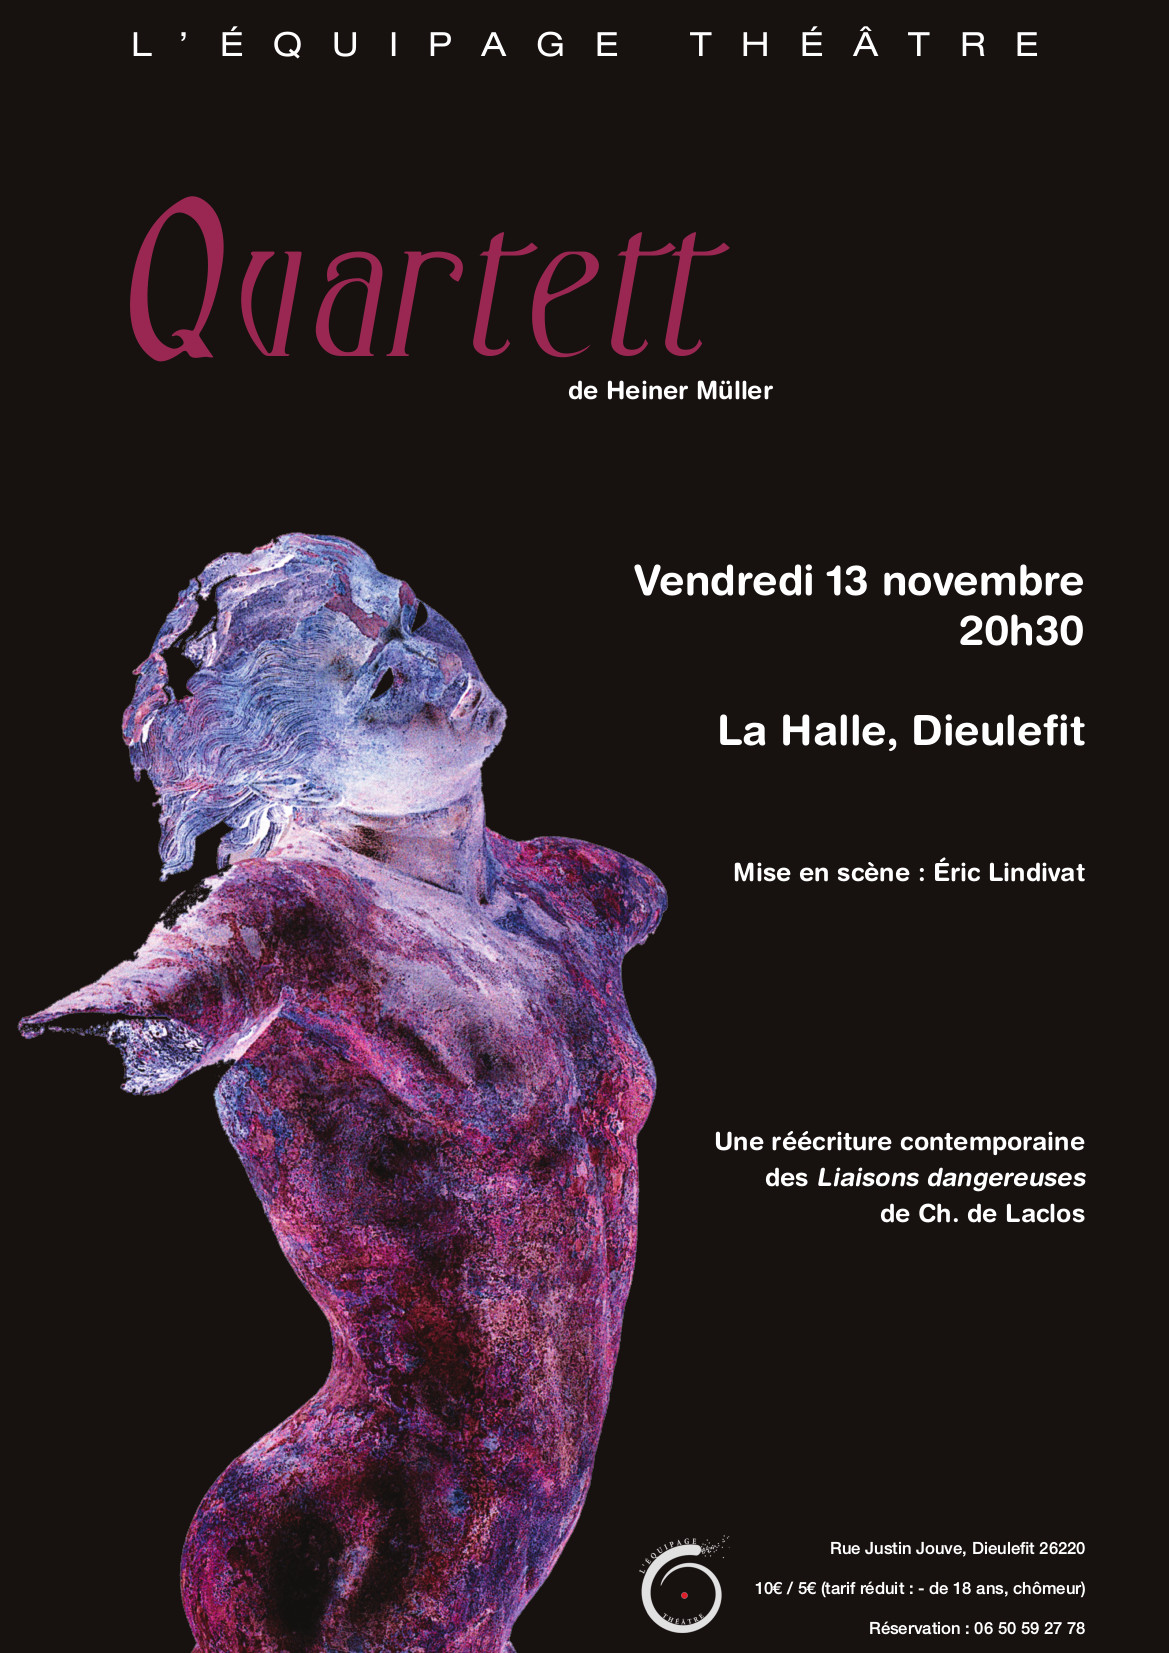 L'ÉQUIPAGE THÉÂTRE
Quartett
de Heiner Müller
Vendredi 13 novembre
20h30
La Halle, Dieulefit
Mise en scène : Éric Lindivat
Une réécriture contemporaine
des Liaisons dangereuses
de Ch. de Laclos
L'ÉQUIPAGE
THÉÂTRE
Rue Justin Jouve, Dieulefit 26220
10€ / 5€ (tarif réduit : - de 18 ans, chômeur)
Réservation : 06 50 59 27 78